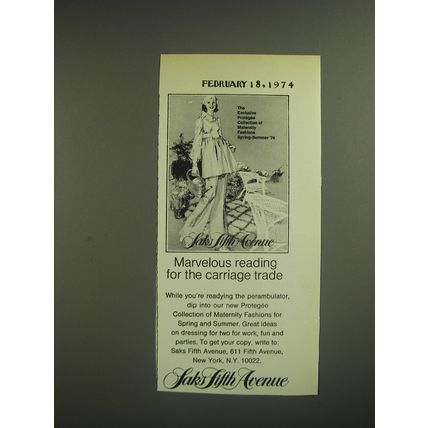 FEBRUARY 18, 1974
The
Exclusive
Protegée
Collection of
Maternity
Fashions
Spring-Summer '74
Saks Fifth Avenue
Marvelous reading
for the carriage trade
While you're readying the perambulator,
dip into our new Protegée
Collection of Maternity Fashions for
Spring and Summer. Great ideas
on dressing for two for work, fun and
parties. To get your copy, write to:
Saks Fifth Avenue, 611 Fifth Avenue,
New York, N.Y. 10022.
Saks Fifth Avenue